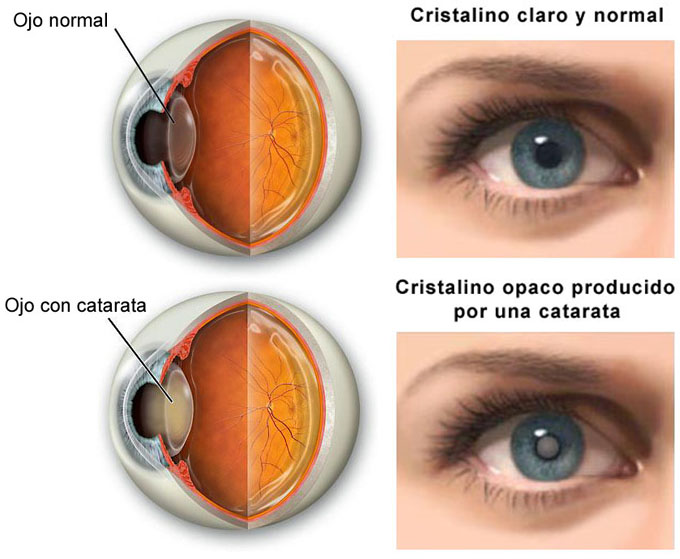 Ojo normal
Cristalino claro y normal
Ojo con catarata
Cristalino opaco producido
por una catarata